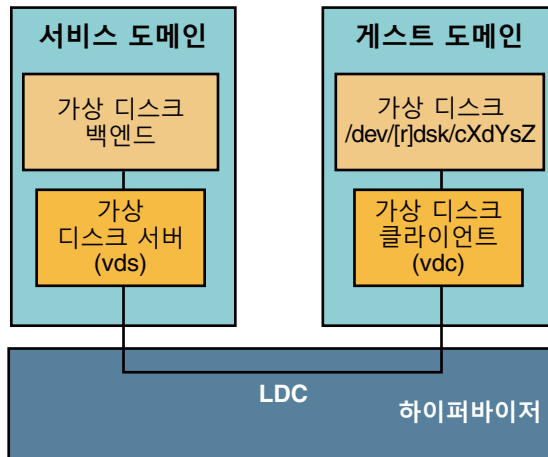 서비스 도메인
가상 디스크
백엔드
가상
디스크 서버
(vds)
게스트 도메인
가상 디스크
/dev/[r]dsk/cXdYsZ
가상 디스크
클라이언트
(vdc)
LDC
하이퍼바이저